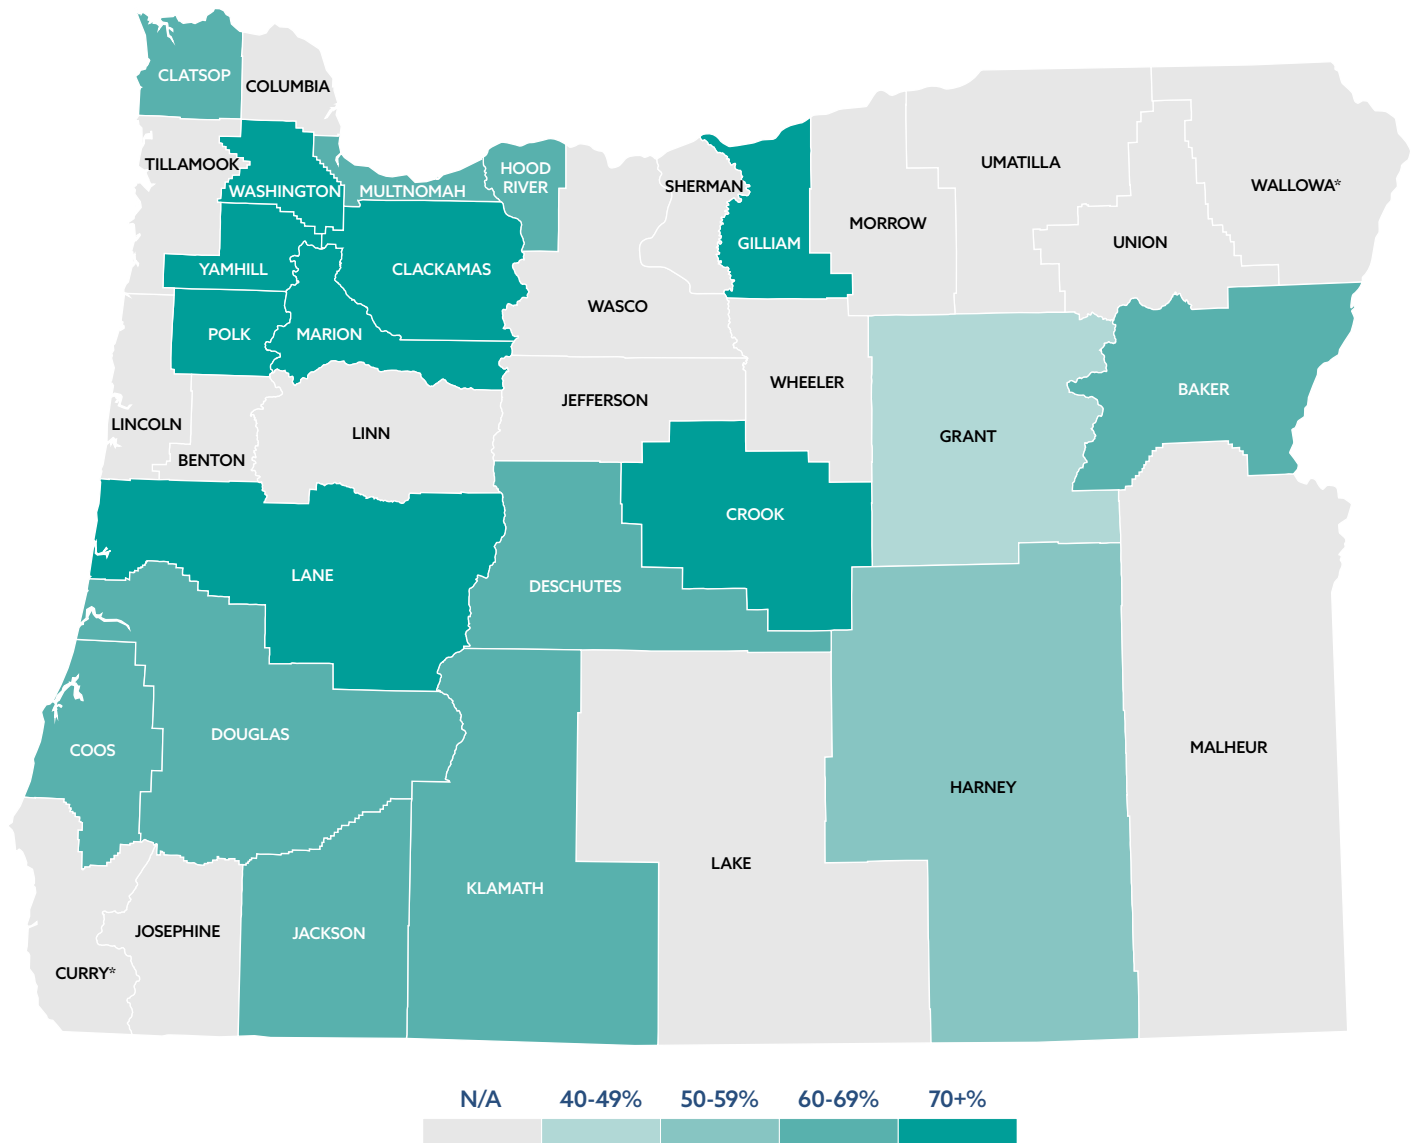 CLATSOP
COLUMBIA
TILLAMOOK
WASHINGTON
MULTNOMAH
HOOD
RIVER
SHERMAN
GILLIAM
MORROW
UMATILLA
WALLOWA*
UNION
YAMHILL
CLACKAMAS
WASCO
POLK
MARION
WHEELER
BAKER
JEFFERSON
LINCOLN
LINN
BENTON
GRANT
CROOK
LANE
DESCHUTES
DOUGLAS
COOS
MALHEUR
HARNEY
LAKE
KLAMATH
JOSEPHINE
JACKSON
CURRY*
N/A 40-49% 50-59% 60-69% 70+%